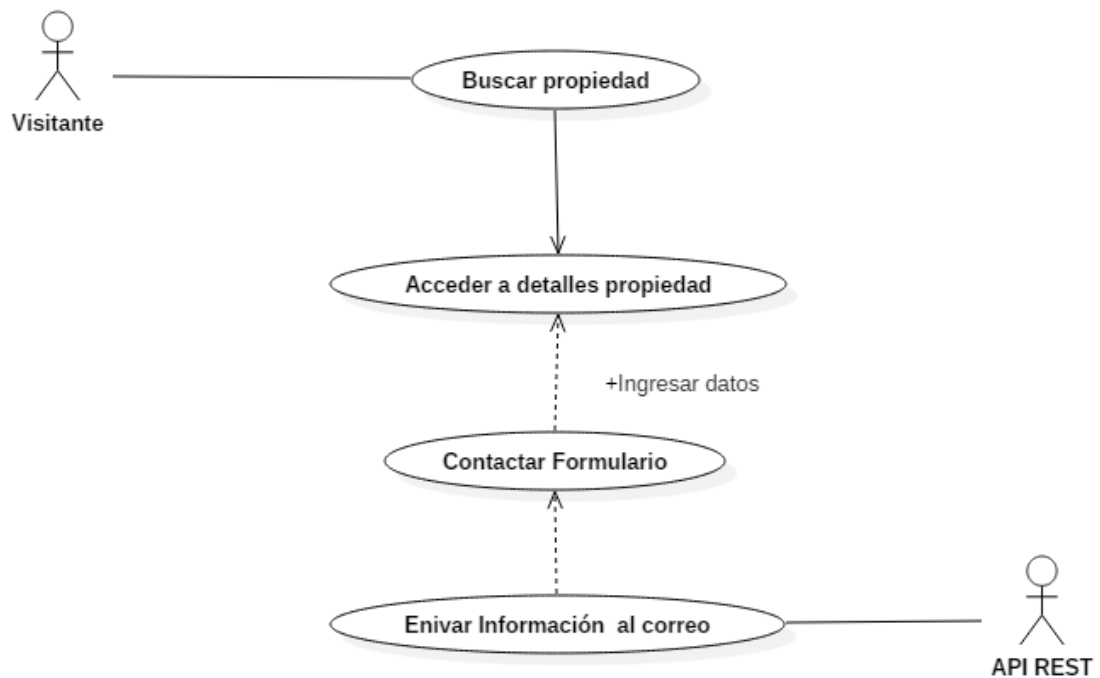 Visitante
Buscar propiedad
Acceder a detalles propiedad
+Ingresar datos
Contactar Formulario
Enivar Información al correo
API REST